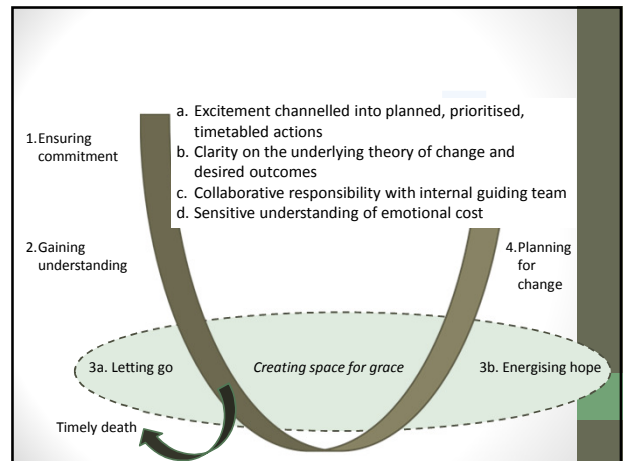 a. Excitement channelled into planned, prioritised,
timetabled actions
b. Clarity on the underlying theory of change and
desired outcomes
c. Collaborative responsibility with internal guiding team
d. Sensitive understanding of emotional cost
1.Ensuring
commitment
2.Gaining
understanding
4.Planning
for
change
3a. Letting go
Creating space for grace
3b. Energising hope
Timely death